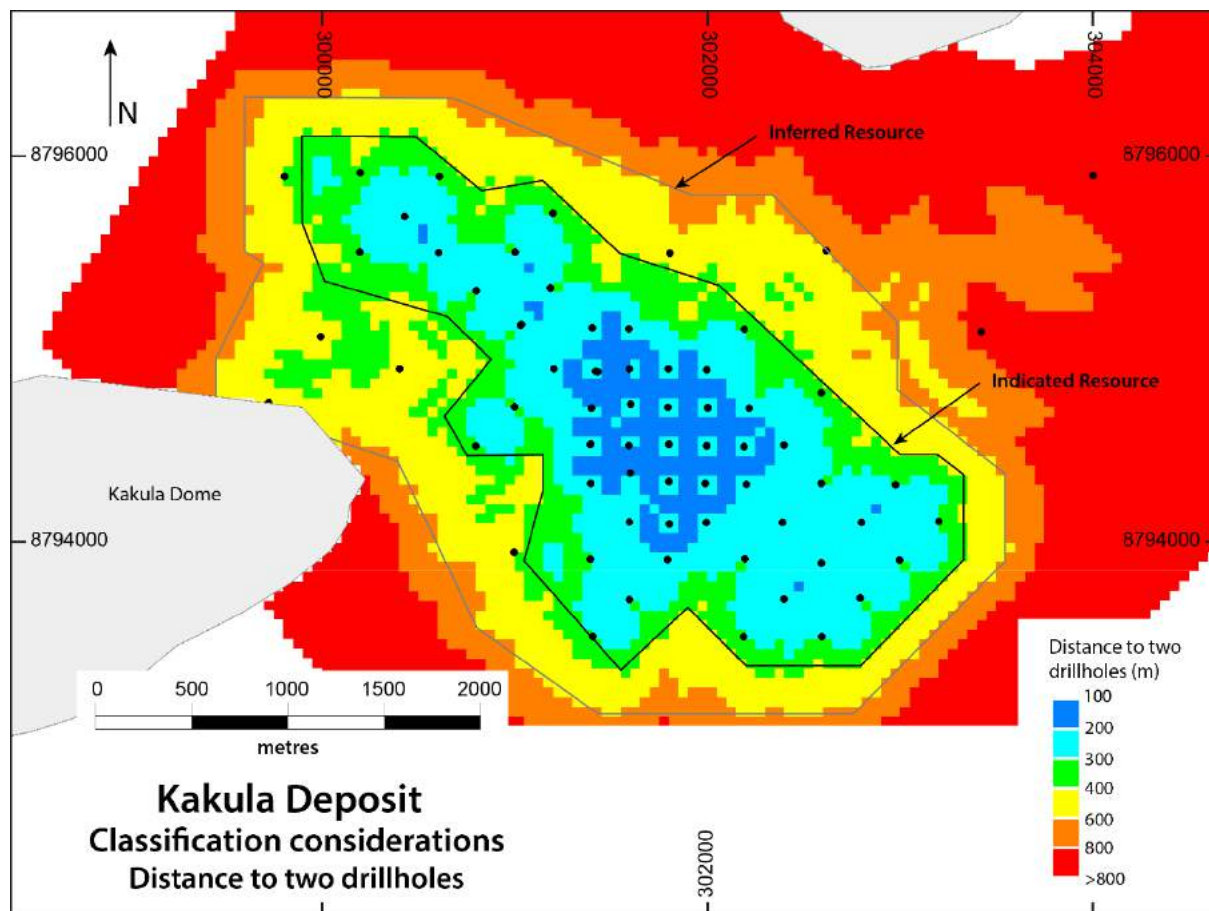 300000
302000
304000
N
Inferred Resource
8796000
8796000
Indicated Resource
Kakula Dome
8794000
8794000
Distance to two
drillholes (m)
100
200
300
400
600
800
>800
0 500 1000 1500 2000
metres
Kakula Deposit
Classification considerations
Distance to two drillholes
302000